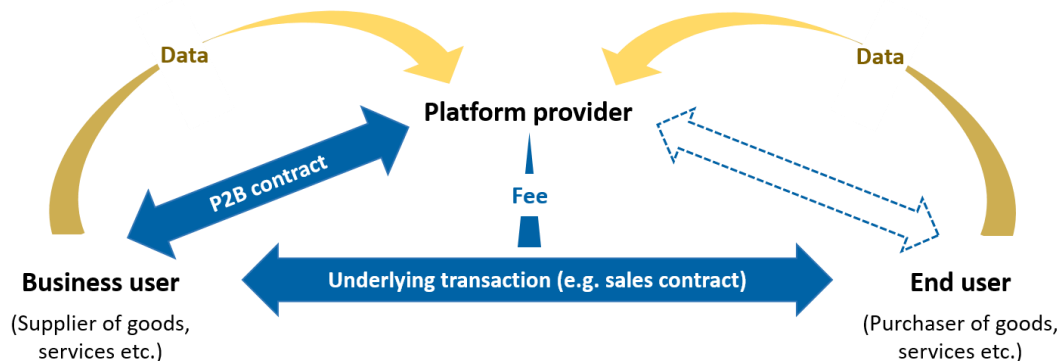 Data
Data
Platform provider
P2B contract
Fee
Underlying transaction (e.g. sales contract)
Business user
(Supplier of goods,
services etc.)
End user
(Purchaser of goods,
services etc.)